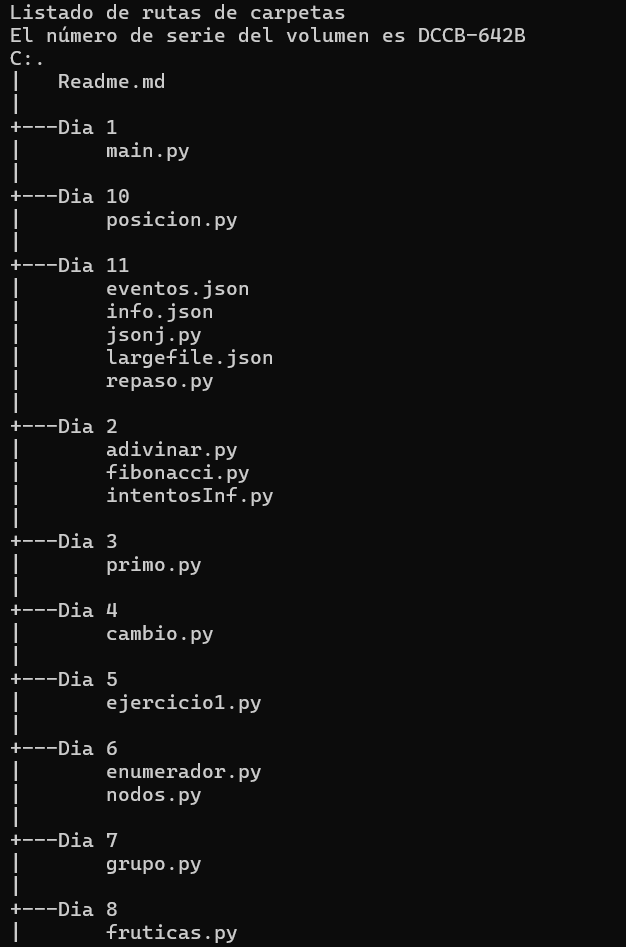 Listado de rutas de carpetas
El número de serie del volumen es DCCB-642B
C:.
|   Readme.md
|
+---Dia 1
|       main.py
|
+---Dia 10
|       posicion.py
|
+---Dia 11
|       eventos.json
|       info.json
|       jsonj.py
|       largefile.json
|       repaso.py
|
+---Dia 2
|       adivinar.py
|       fibonacci.py
|       intentosInf.py
|
+---Dia 3
|       primo.py
|
+---Dia 4
|       cambio.py
|
+---Dia 5
|       ejercicio1.py
|
+---Dia 6
|       enumerador.py
|       nodos.py
|
+---Dia 7
|       grupo.py
|
+---Dia 8
|       fruticas.py